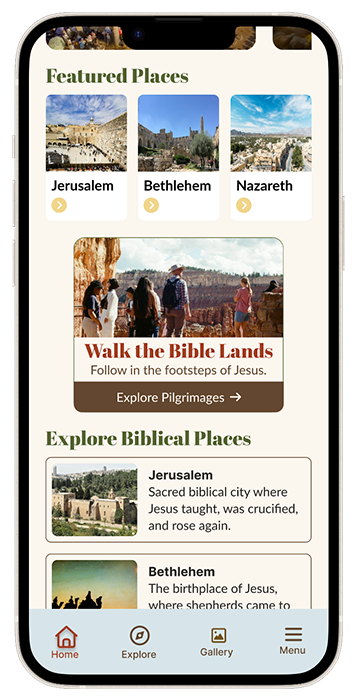 Featured Places
Jerusalem
Bethlehem
Nazareth
Walk the Bible Lands
Follow in the footsteps of Jesus.
Explore Pilgrimages →
Explore Biblical Places
Jerusalem
Sacred biblical city where
Jesus taught, was crucified,
and rose again.
Bethlehem
The birthplace of Jesus,
where shepherds came to
Home
Explore
Gallery
Menu